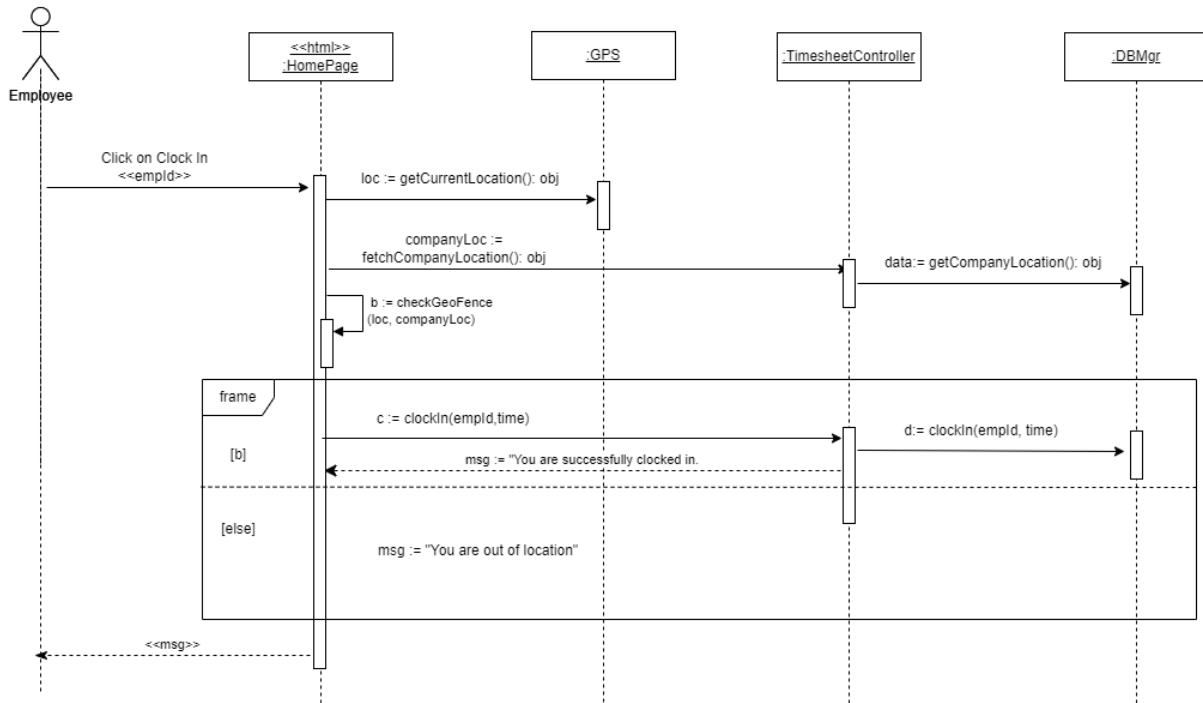 <<html>>
:HomePage
:GPS
:TimesheetController
:DBMgr
Employee
Click on Clock In
<<empId>>
loc := getCurrentLocation(): obj
companyLoc :=
fetchCompanyLocation(): obj
data:= getCompanyLocation(): obj
b := checkGeoFence
(loc, companyLoc)
frame
c := clockIn(empId,time)
d:= clockIn(empId, time)
[b]
msg := "You are successfully clocked in.
[else]
msg := "You are out of location"
<<msg>>